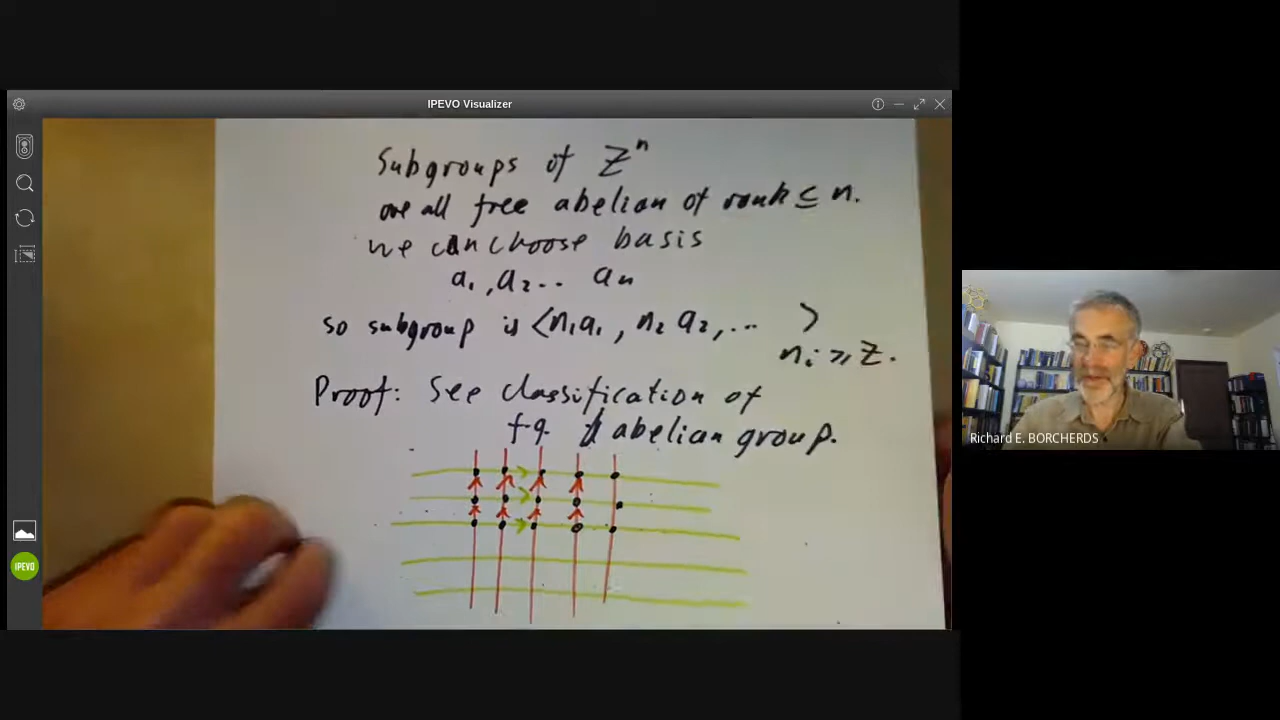 IPEVO Visualizer
Subgroups of Z^n
are all free abelian of rank ≤ n.
we can choose basis
a₁, a₂ .. aₙ
so subgroup is ⟨n₁a₁, n₂a₂, ... ⟩
nᵢ ⩾ Z.
Proof: See classification of
f.g. abelian group.
Richard E. BORCHERDS
IPEVO